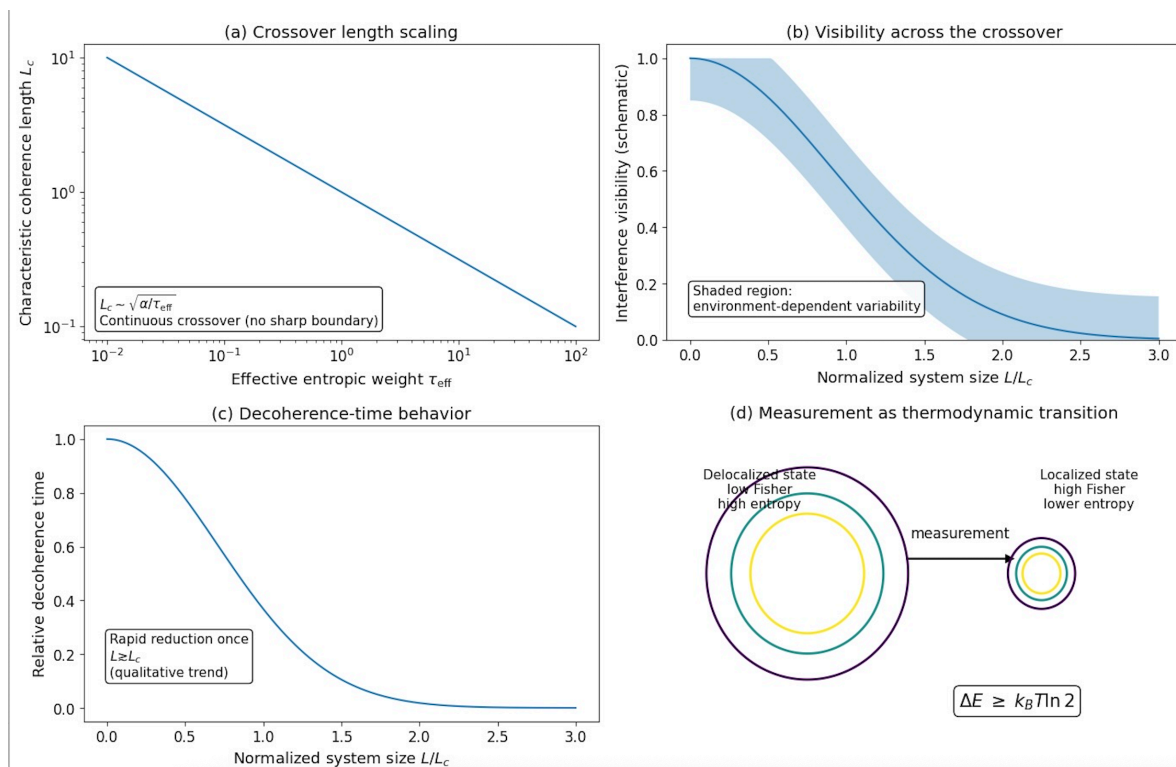 (a) Crossover length scaling
Characteristic coherence length L_c
10^1
10^0
10^−1
L_c ∼ √(α/τ_eff)
Continuous crossover (no sharp boundary)
10^−2
10^−1
10^0
10^1
10^2
Effective entropic weight τ_eff
(b) Visibility across the crossover
Interference visibility (schematic)
1.0
0.8
0.6
0.4
0.2
0.0
Shaded region:
environment-dependent variability
0.0
0.5
1.0
1.5
2.0
2.5
3.0
Normalized system size L/L_c
(c) Decoherence-time behavior
Relative decoherence time
1.0
0.8
0.6
0.4
0.2
0.0
Rapid reduction once
L≳L_c
(qualitative trend)
0.0
0.5
1.0
1.5
2.0
2.5
3.0
Normalized system size L/L_c
(d) Measurement as thermodynamic transition
Delocalized state
low Fisher
high entropy
measurement
Localized state
high Fisher
lower entropy
ΔE ≥ k_BT ln 2